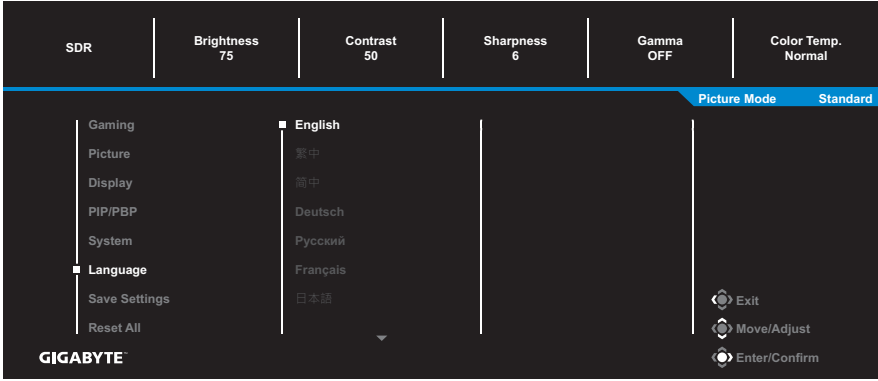 SDR
Brightness
75
Contrast
50
Sharpness
6
Gamma
OFF
Color Temp.
Normal
Picture Mode Standard
Gaming
Picture
Display
PIP/PBP
System
Language
Save Settings
Reset All
English
繁中
简中
Deutsch
Русский
Français
日本語
Exit
Move/Adjust
Enter/Confirm
GIGABYTE™